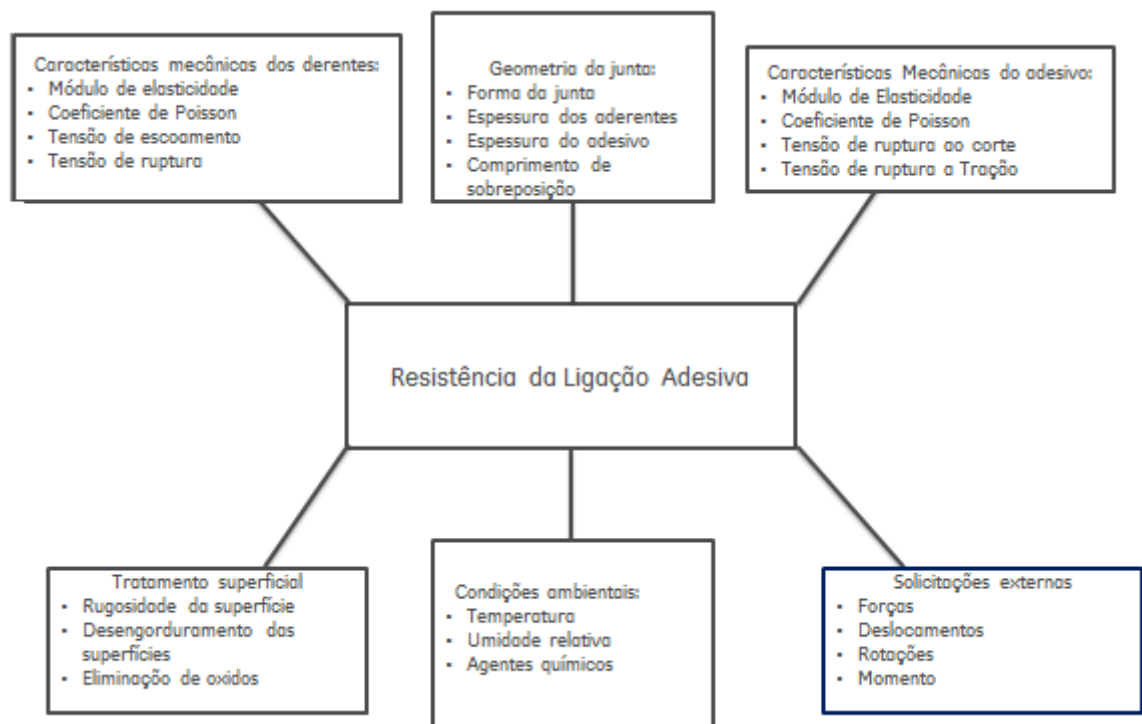 Características mecânicas dos derentes:
▪ Módulo de elasticidade
▪ Coeficiente de Poisson
▪ Tensão de escoamento
▪ Tensão de ruptura
Geometria da junta:
▪ Forma da junta
▪ Espessura dos aderentes
▪ Espessura do adesivo
▪ Comprimento de
sobreposição
Características Mecânicas do adesivo:
▪ Módulo de Elasticidade
▪ Coeficiente de Poisson
▪ Tensão de ruptura ao corte
▪ Tensão de ruptura a Tração
Resistência da Ligação Adesiva
Tratamento superficial
▪ Rugosidade da superfície
▪ Desengorduramento das
superfícies
▪ Eliminação de oxidos
Condições ambientais:
▪ Temperatura
▪ Umidade relativa
▪ Agentes químicos
Solicitações externas
▪ Forças
▪ Deslocamentos
▪ Rotações
▪ Momento